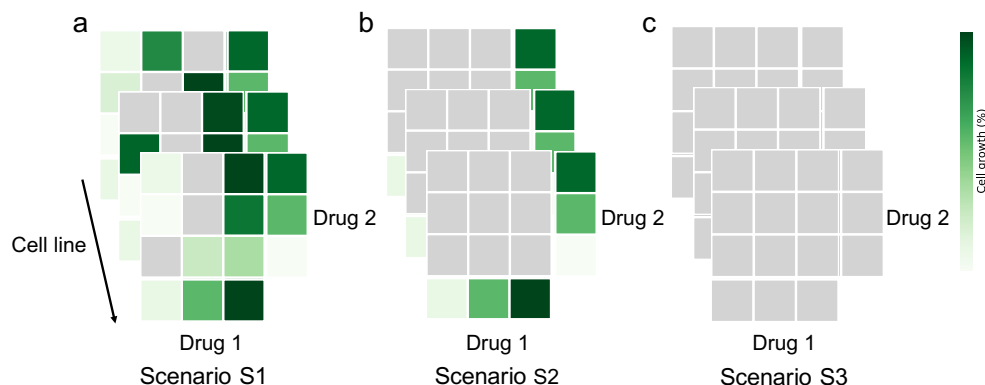 a
b
c
Cell line
Drug 2
Drug 2
Drug 2
Cell growth (%)
Drug 1
Drug 1
Drug 1
Scenario S1
Scenario S2
Scenario S3